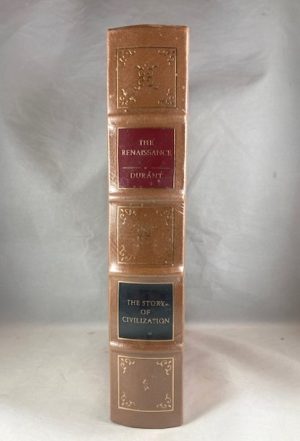 THE
RENAISSANCE
DURANT
THE STORY
OF
CIVILIZATION